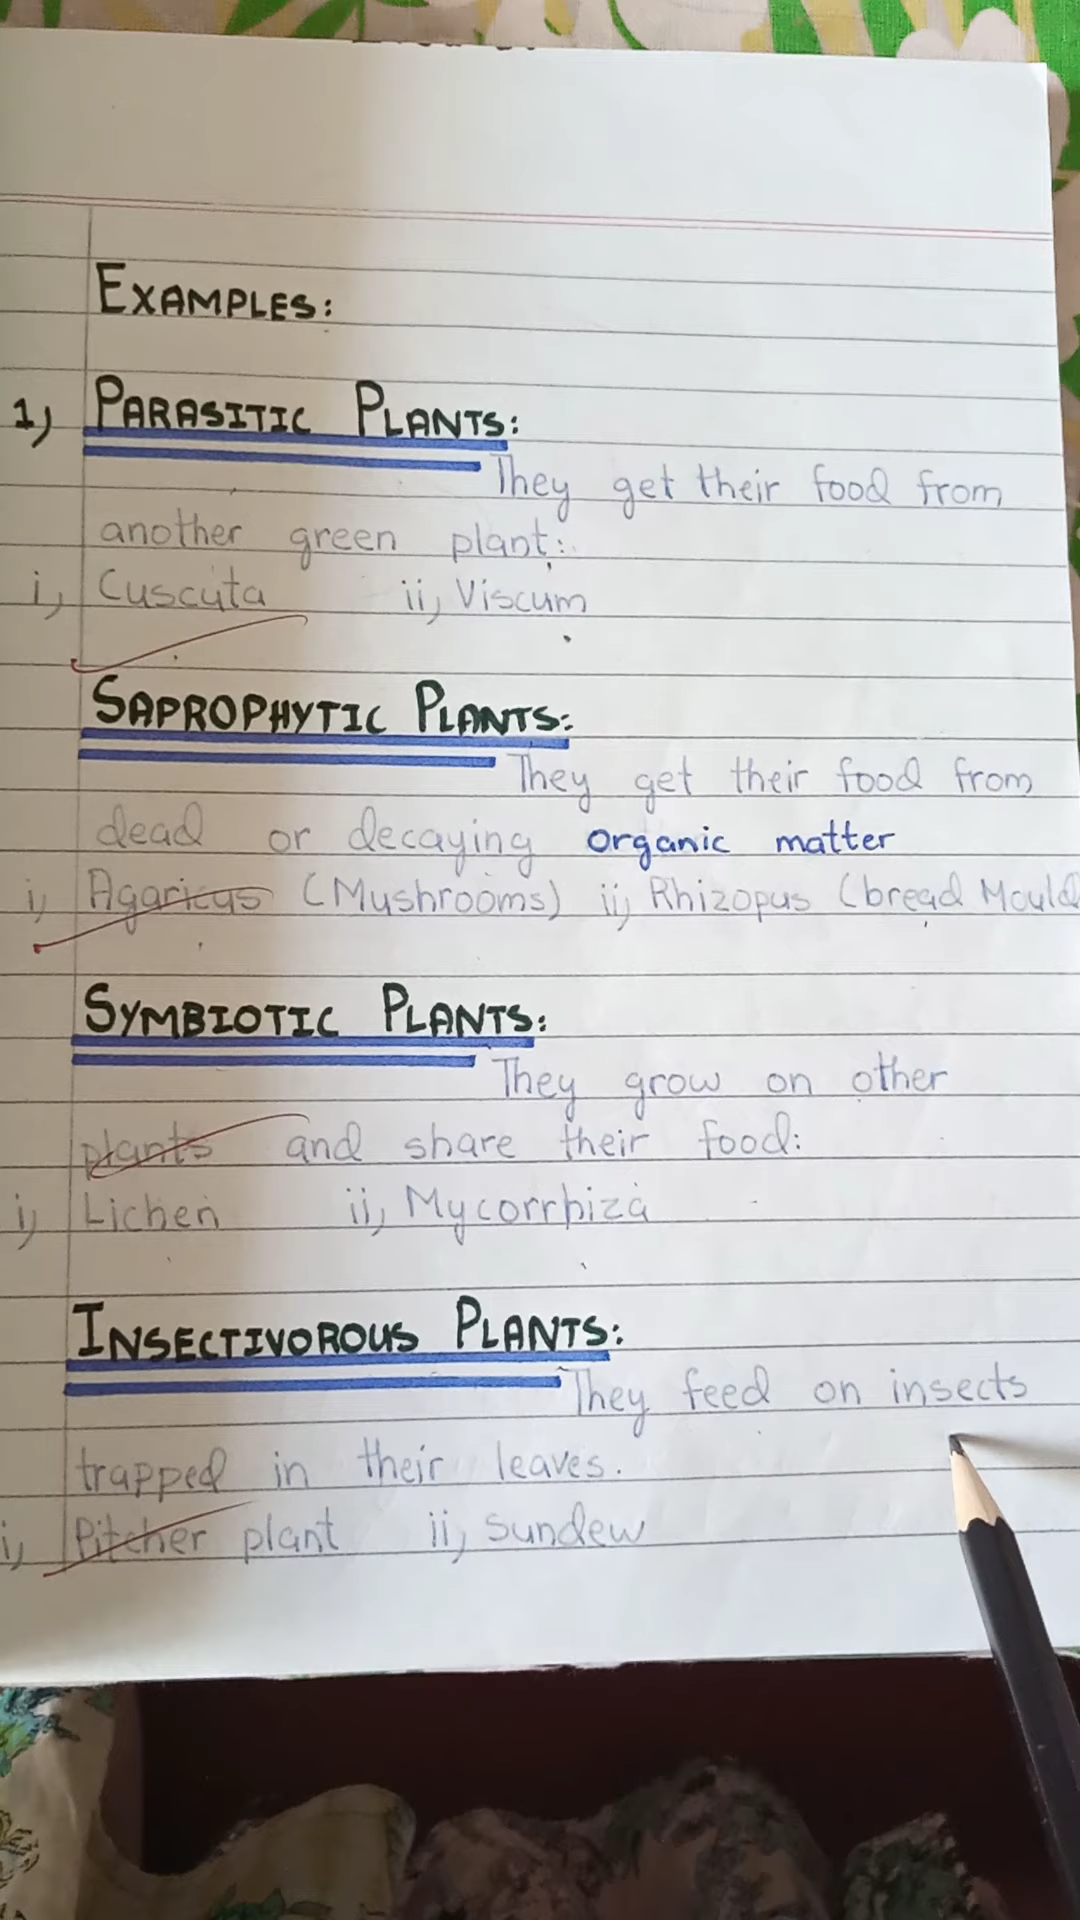 EXAMPLES:
1) PARASITIC PLANTS:
They get their food from
another green plant:
i) Cuscuta ii) Viscum
SAPROPHYTIC PLANTS:
They get their food from
dead or decaying organic matter
i) Agaricus (Mushrooms) ii) Rhizopus (bread Mould
SYMBIOTIC PLANTS:
They grow on other
plants and share their food:
i) Lichen ii) Mycorrhiza
INSECTIVOROUS PLANTS:
They feed on insects
trapped in their leaves.
i) Pitcher plant ii) Sundew